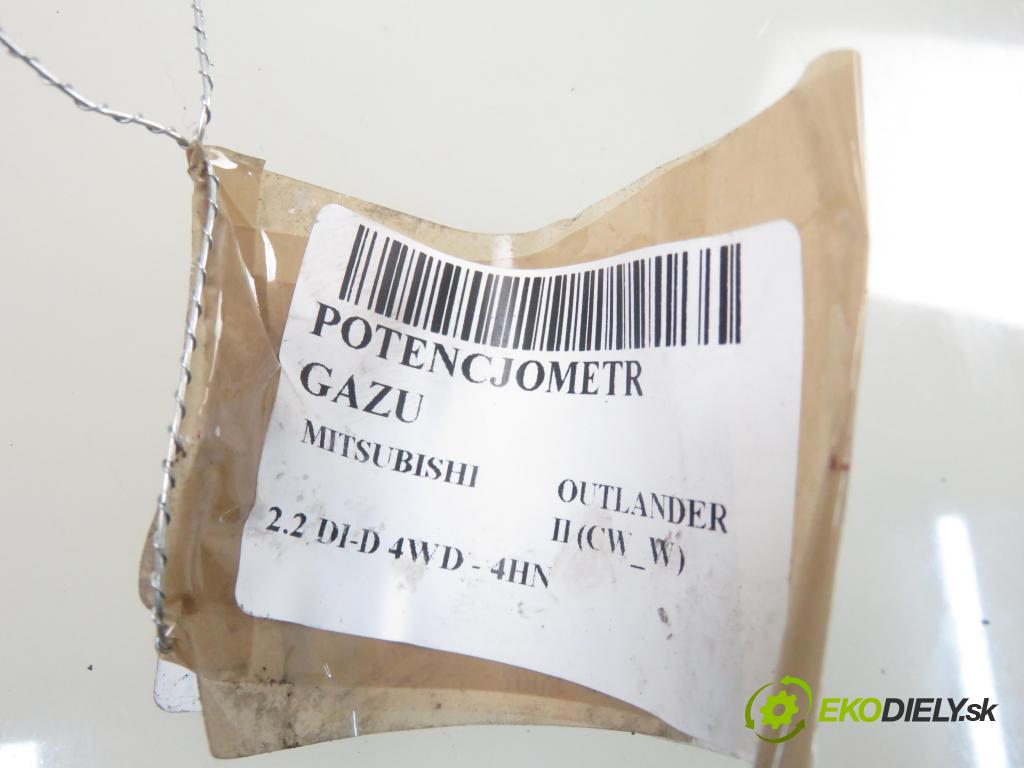 POTENCJOMETR
GAZU
MITSUBISHI
OUTLANDER
II (CW_W)
2.2 DI-D 4WD - 4HN
EKODIELY.sk